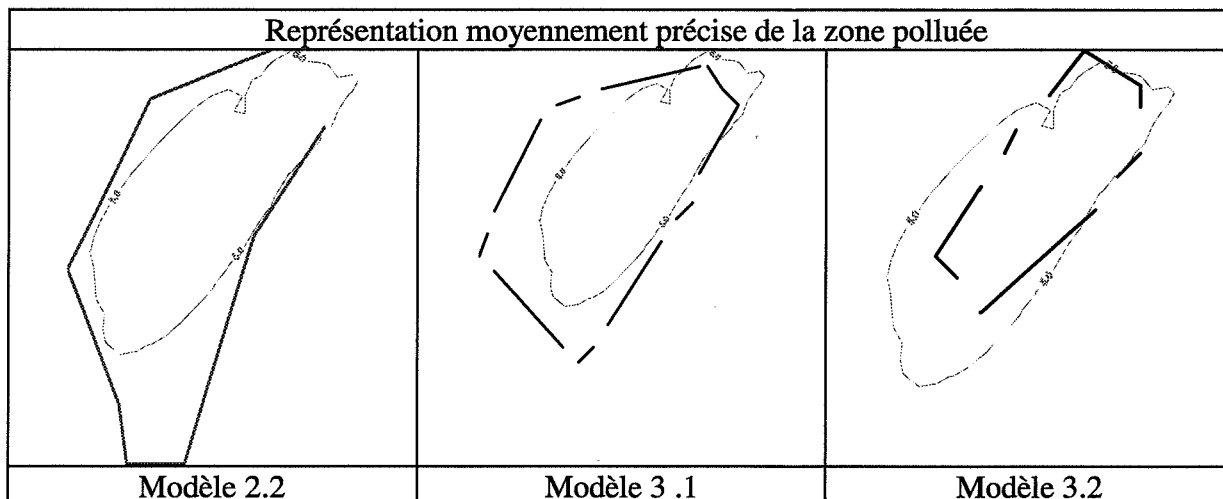 Représentation moyennement précise de la zone polluée
Modèle 2.2
Modèle 3 .1
Modèle 3.2